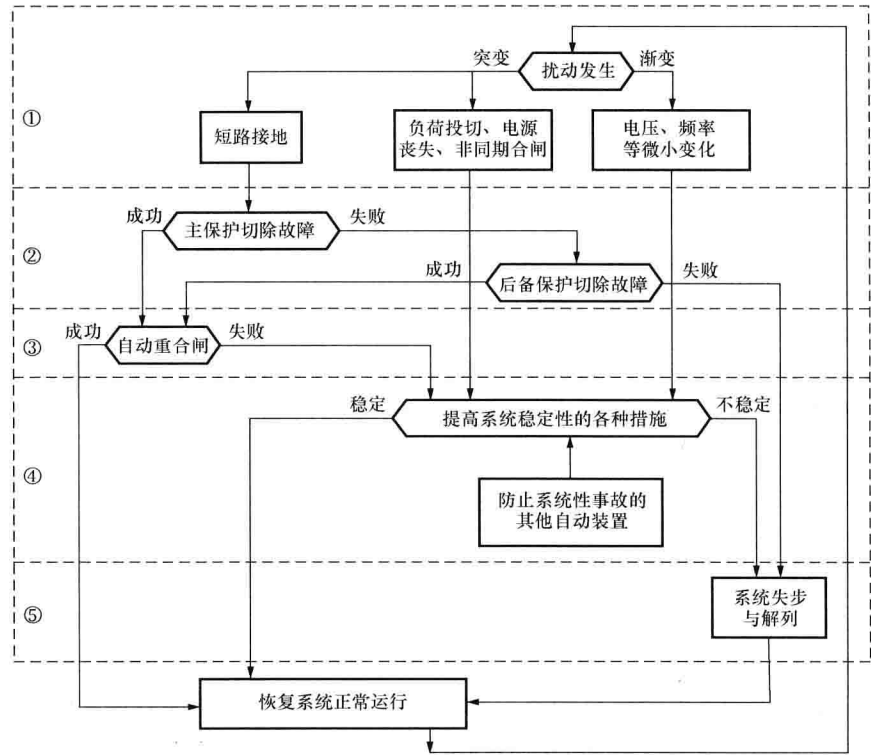 突变
扰动发生
渐变
①
短路接地
负荷投切、电源
丧失、非同期合闸
电压、频率
等微小变化
成功
主保护切除故障
失败
②
成功
后备保护切除故障
失败
成功
自动重合闸
失败
③
稳定
提高系统稳定性的各种措施
不稳定
④
防止系统性事故的
其他自动装置
⑤
系统失步
与解列
恢复系统正常运行